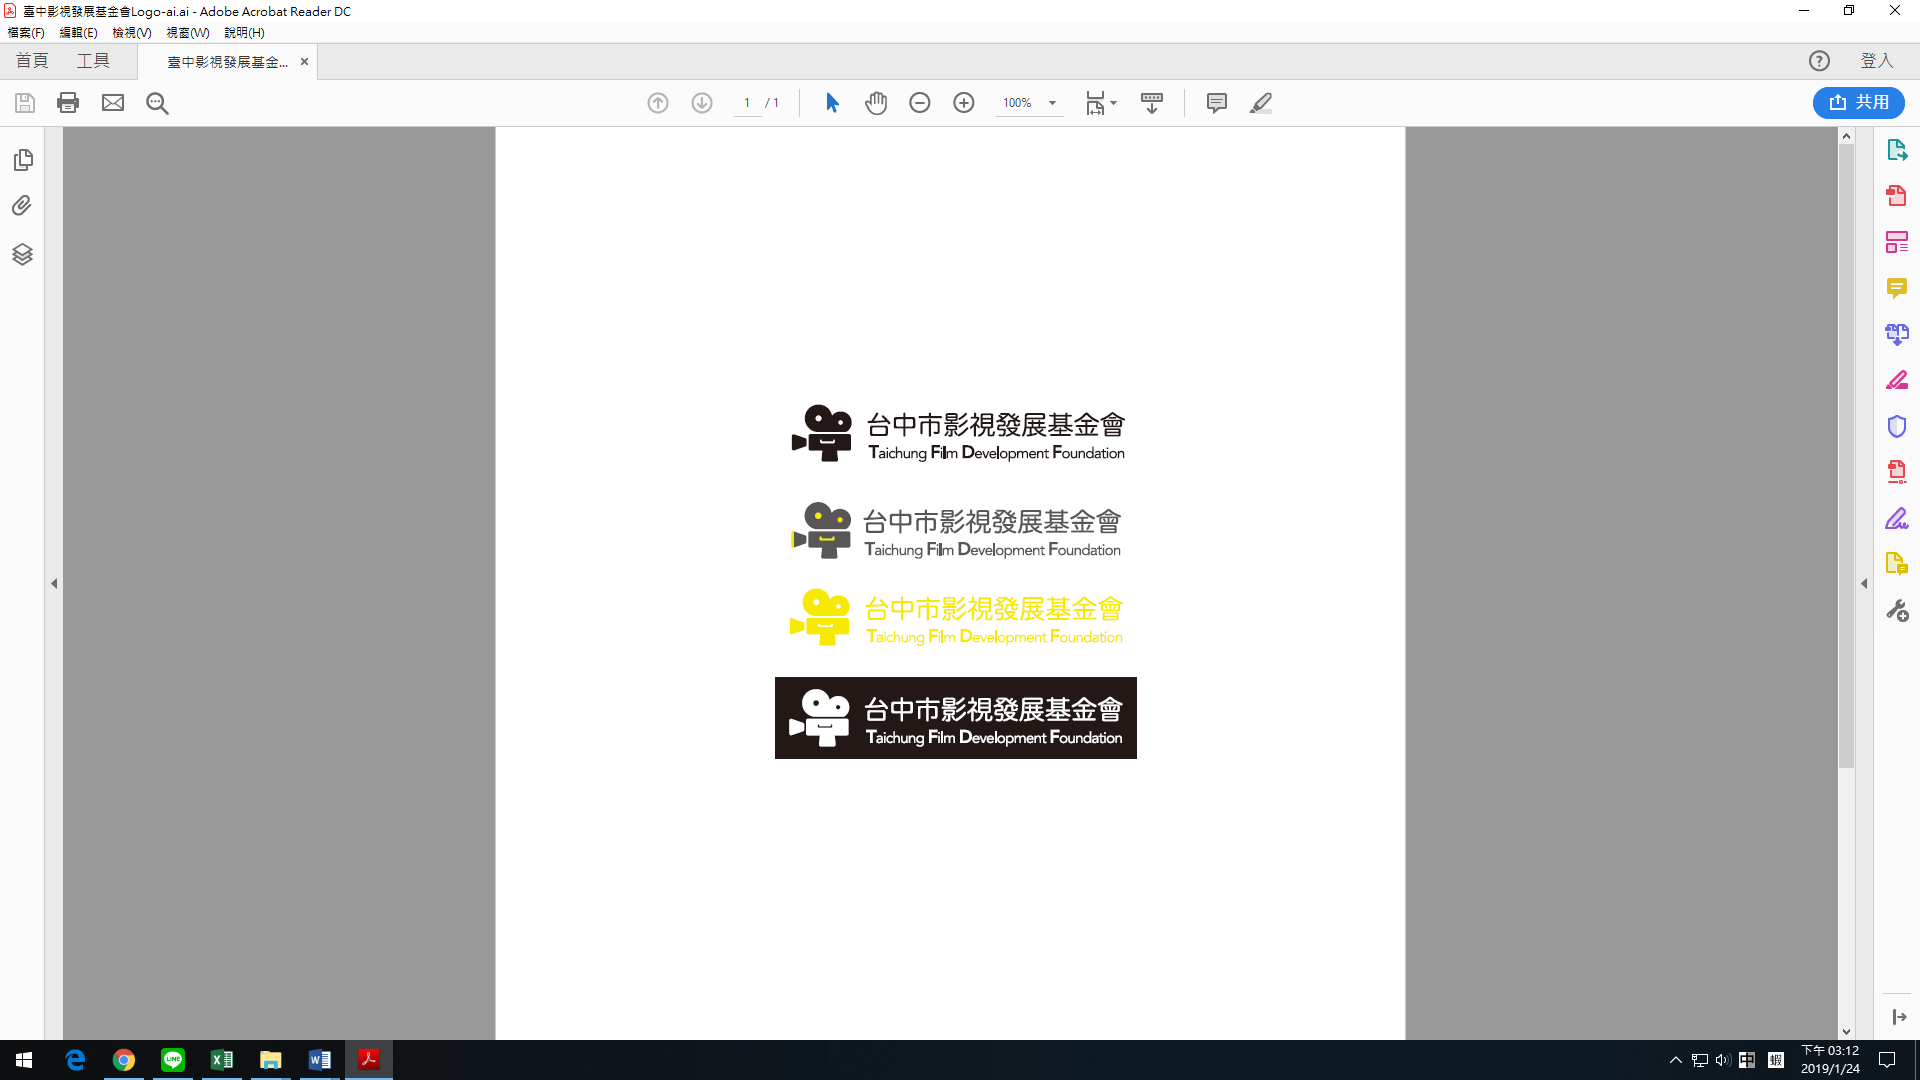 臺中影視發展基金會Logo-ai.ai - Adobe Acrobat Reader DC
檔案(F) 編輯(E) 檢視(V) 視窗(W) 說明(H)
首頁 工具 臺中影視發展基金... × ? 登入
1 / 1 100% 共用
台中市影視發展基金會
Taichung Film Development Foundation
台中市影視發展基金會
Taichung Film Development Foundation
台中市影視發展基金會
Taichung Film Development Foundation
台中市影視發展基金會
Taichung Film Development Foundation
LINE
下午 03:12
2019/1/24